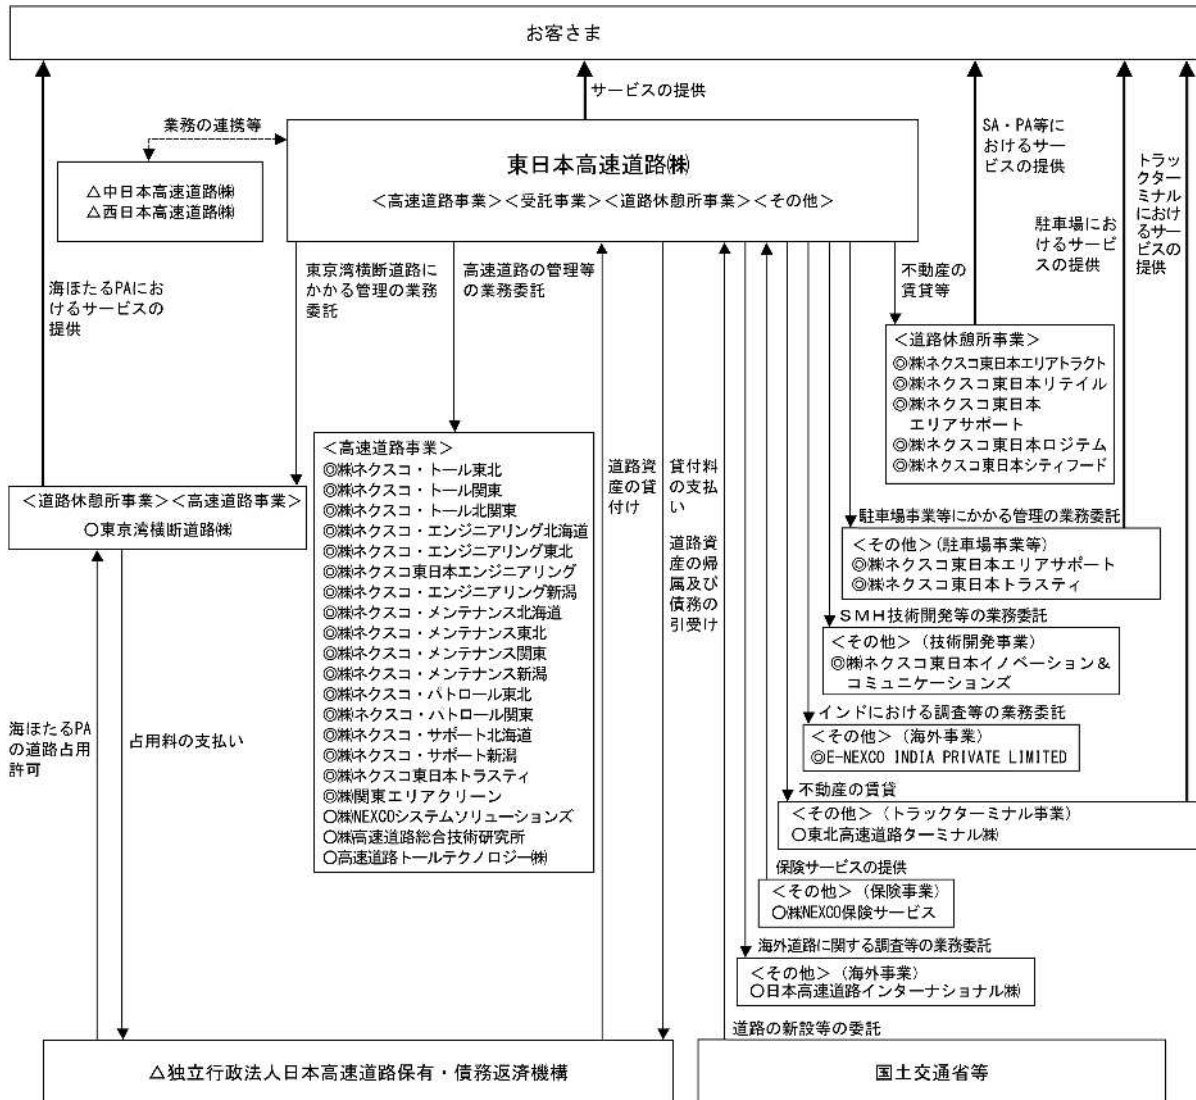 お客さま
サービスの提供
業務の連携等
△中日本高速道路㈱
△西日本高速道路㈱
東日本高速道路㈱
＜高速道路事業＞＜受託事業＞＜道路休憩所事業＞＜その他＞
SA・PA等に
おけるサー
ビスの提供
駐車場にお
けるサービ
スの提供
トラッ
クター
ミナル
におけ
るサー
ビスの
提供
海ほたるPAにお
けるサービスの
提供
東京湾横断道路に
かかる管理の業務
委託
高速道路の管理等
の業務委託
不動産の
賃貸等
＜道路休憩所事業＞
◎㈱ネクスコ東日本エリアトラクト
◎㈱ネクスコ東日本リテイル
◎㈱ネクスコ東日本
エリアサポート
◎㈱ネクスコ東日本ロジテム
◎㈱ネクスコ東日本シティフード
＜高速道路事業＞
◎㈱ネクスコ・トール東北
◎㈱ネクスコ・トール関東
◎㈱ネクスコ・トール北関東
◎㈱ネクスコ・エンジニアリング北海道
◎㈱ネクスコ・エンジニアリング東北
◎㈱ネクスコ東日本エンジニアリング
◎㈱ネクスコ・エンジニアリング新潟
◎㈱ネクスコ・メンテナンス北海道
◎㈱ネクスコ・メンテナンス東北
◎㈱ネクスコ・メンテナンス関東
◎㈱ネクスコ・メンテナンス新潟
◎㈱ネクスコ・パトロール東北
◎㈱ネクスコ・パトロール関東
◎㈱ネクスコ・サポート北海道
◎㈱ネクスコ・サポート新潟
◎㈱ネクスコ東日本トラスティ
◎㈱関東エリアクリーン
○㈱NEXCOシステムソリューションズ
○㈱高速道路総合技術研究所
○高速道路トールテクノロジー㈱
道路資
産の貸
付け
貸付料
の支払
い
道路資
産の帰
属及び
債務の
引受け
＜道路休憩所事業＞＜高速道路事業＞
○東京湾横断道路㈱
駐車場事業等にかかる管理の業務委託
＜その他＞(駐車場事業等)
◎㈱ネクスコ東日本エリアサポート
◎㈱ネクスコ東日本トラスティ
SMH技術開発等の業務委託
＜その他＞（技術開発事業）
◎㈱ネクスコ東日本イノベーション＆
コミュニケーションズ
インドにおける調査等の業務委託
＜その他＞（海外事業）
◎E-NEXCO INDIA PRIVATE LIMITED
不動産の賃貸
＜その他＞（トラックターミナル事業）
○東北高速道路ターミナル㈱
保険サービスの提供
＜その他＞（保険事業）
○㈱NEXCO保険サービス
海外道路に関する調査等の業務委託
＜その他＞（海外事業）
○日本高速道路インターナショナル㈱
道路の新設等の委託
海ほたるPA
の道路占用
許可
占用料の支払い
△独立行政法人日本高速道路保有・債務返済機構
国土交通省等